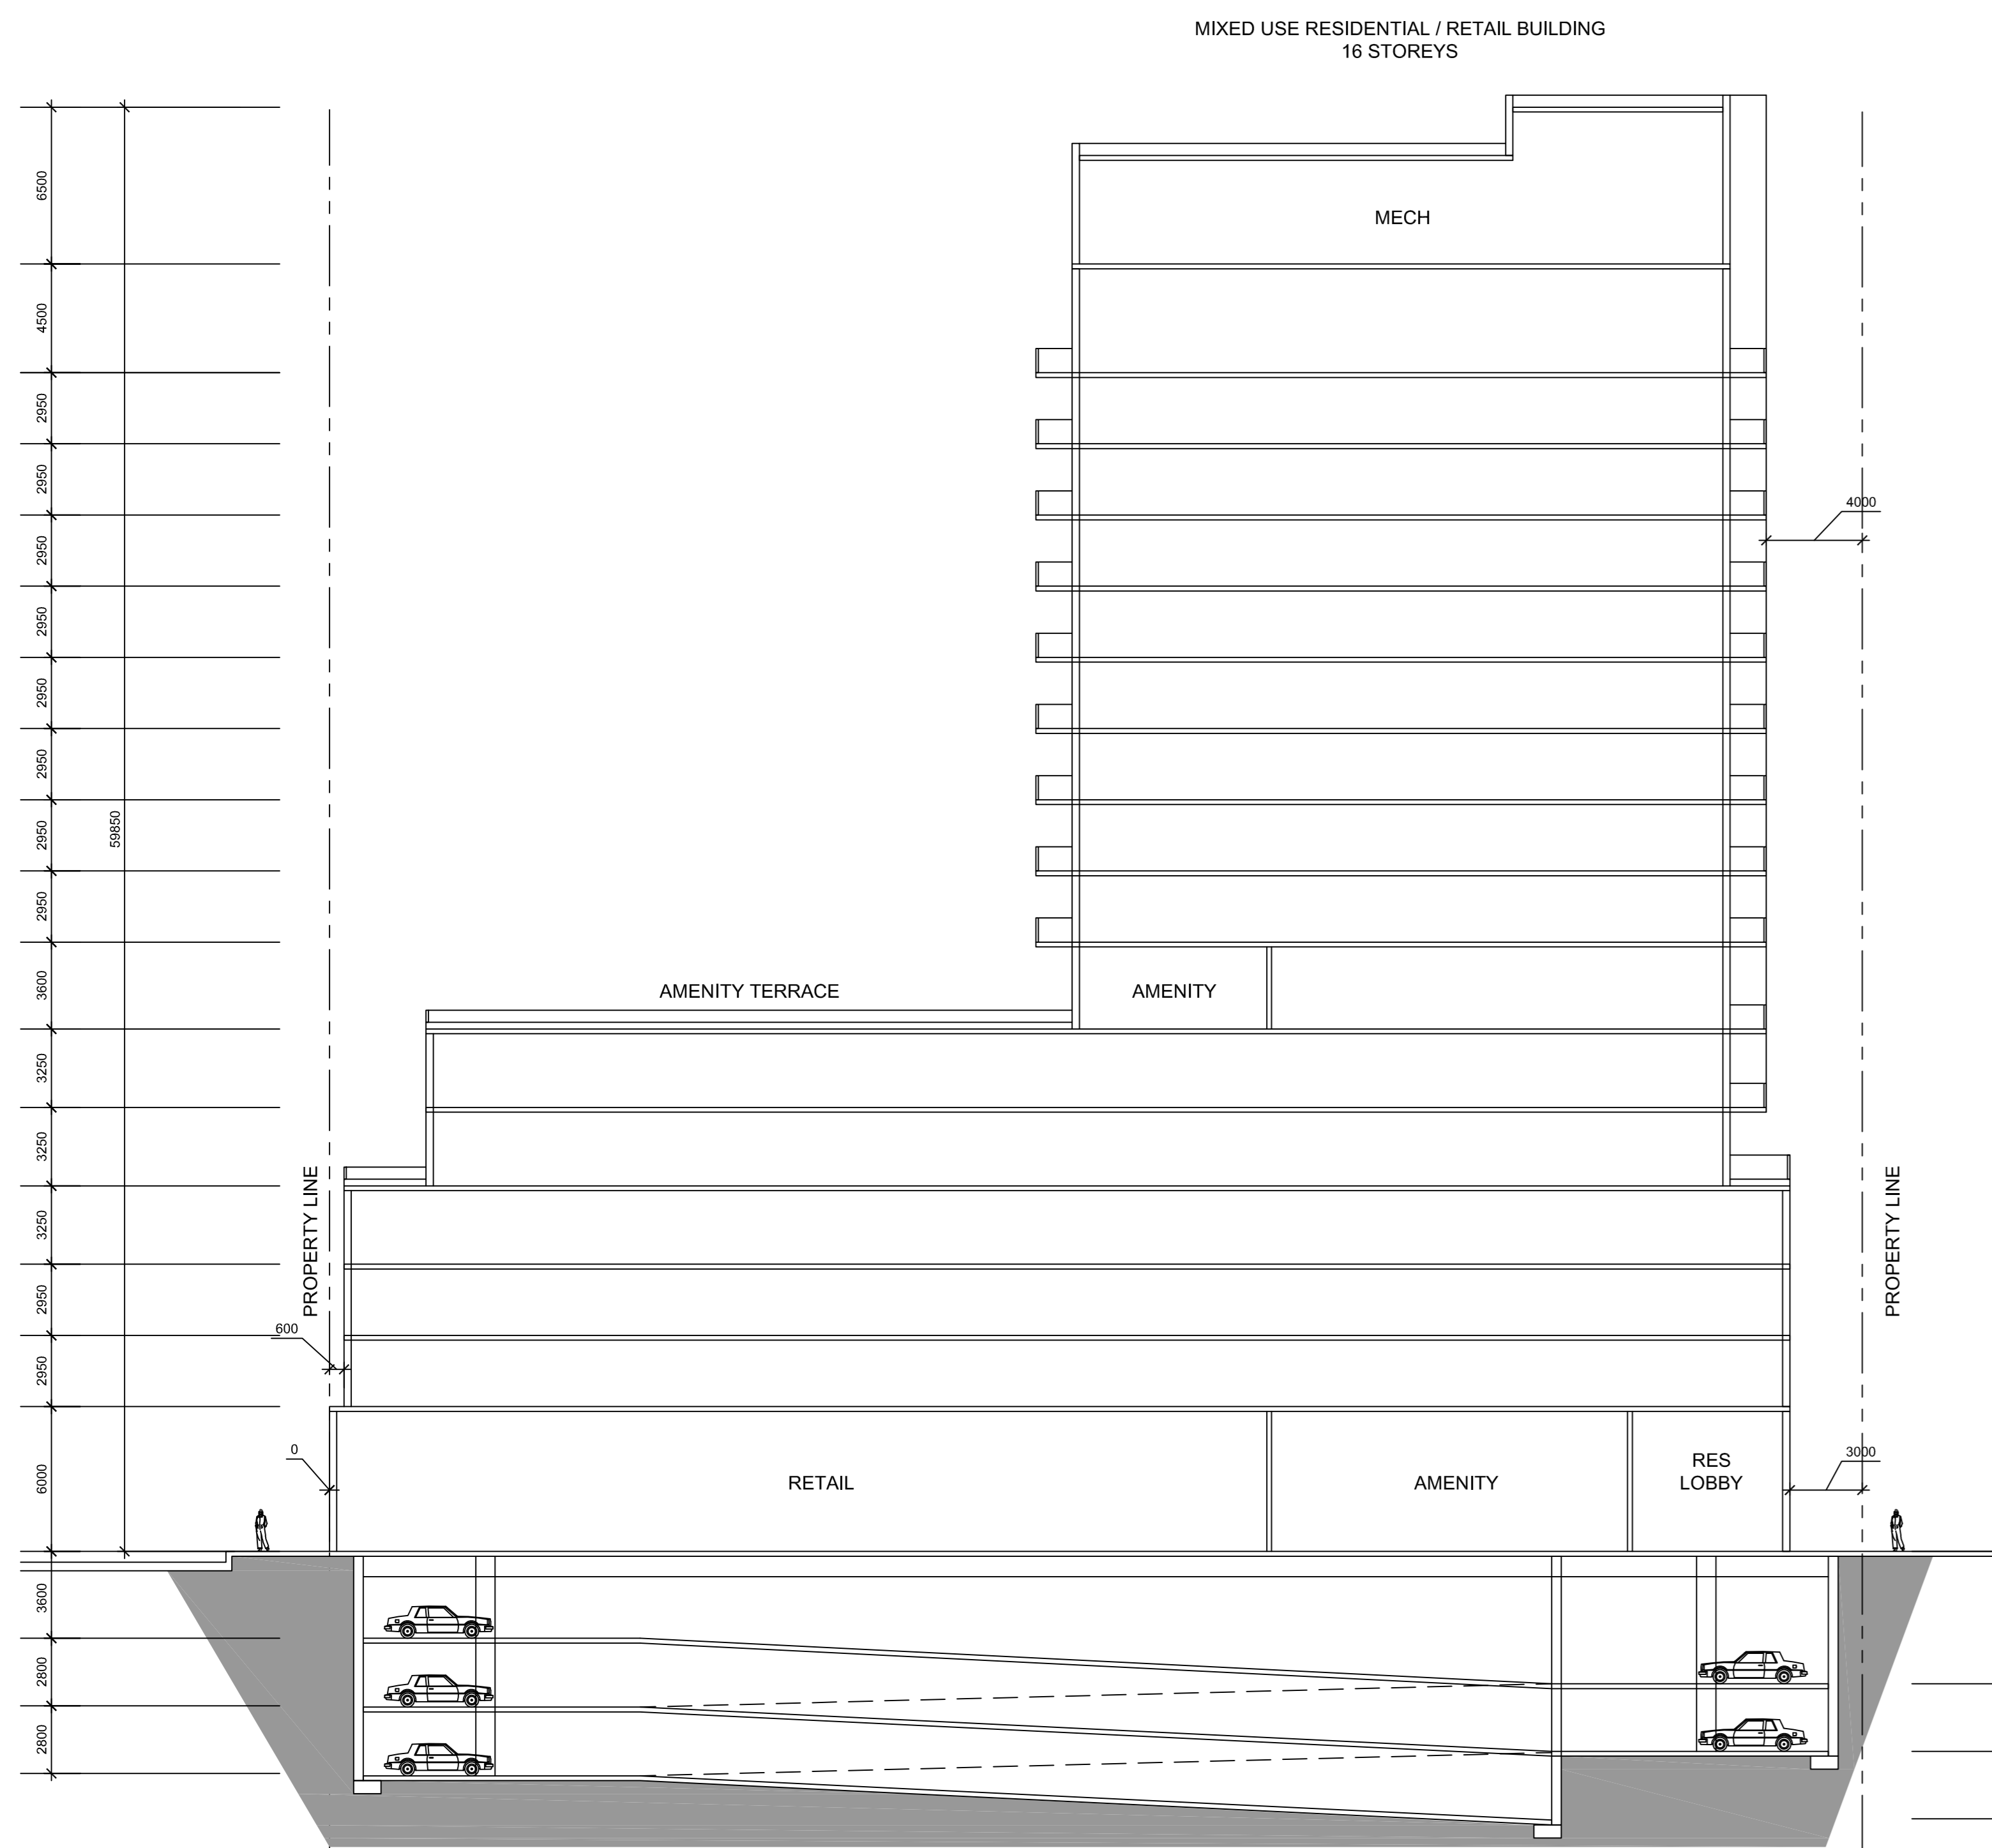 MIXED USE RESIDENTIAL / RETAIL BUILDING
16 STOREYS
6500
MECH
4500
2950
2950
4000
2950
2950
2950
2950
59850
2950
2950
3600
AMENITY TERRACE
AMENITY
3250
3250
PROPERTY LINE
PROPERTY LINE
3250
2950
600
2950
0
3000
6000
RETAIL
AMENITY
RES
LOBBY
3600
2800
2800